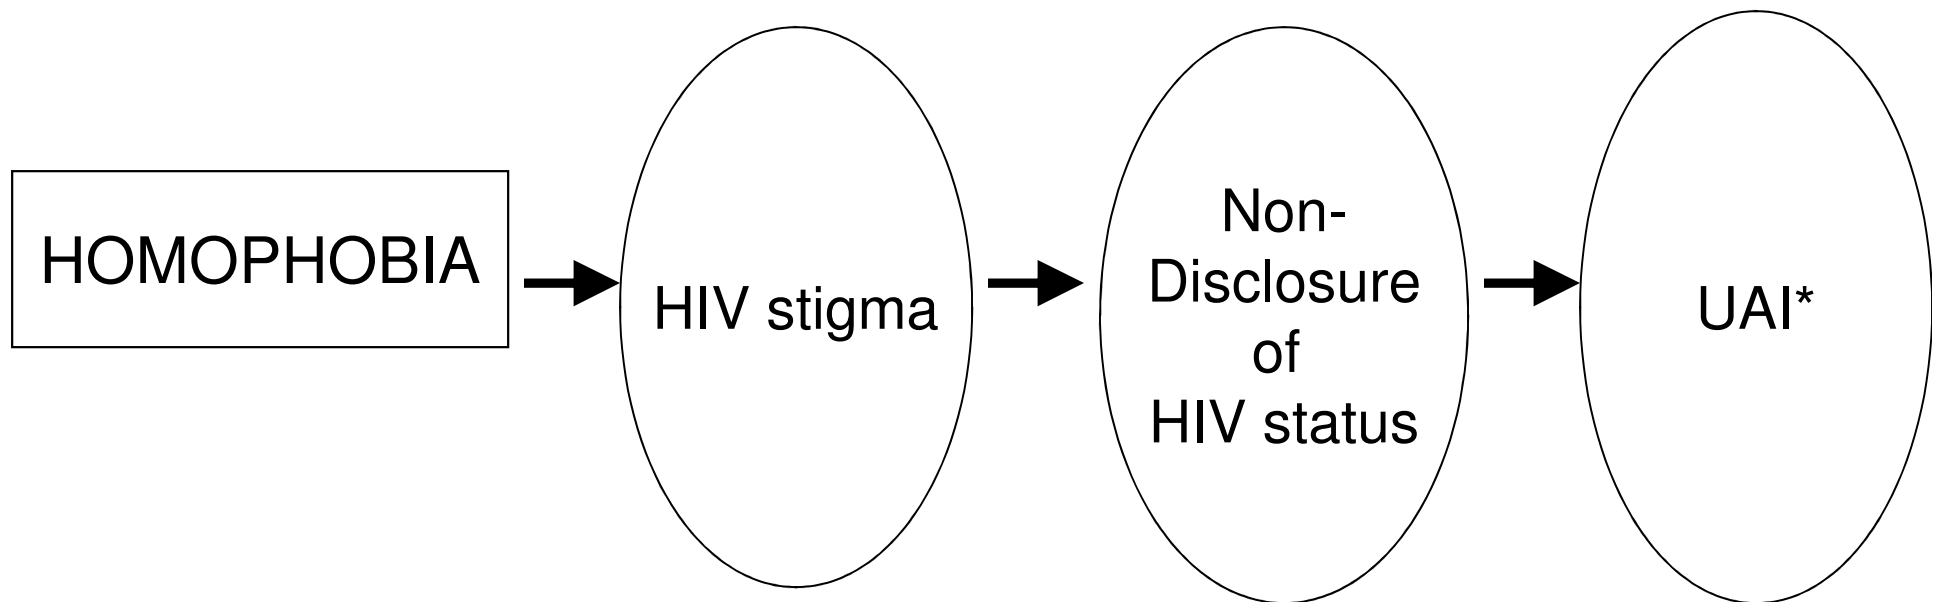 HOMOPHOBIA
HIV stigma
Non-
Disclosure
of
HIV status
UAI*